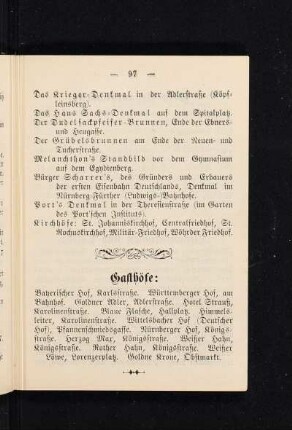 — 97 —
Das Krieger-Denkmal in der Adlerstraße (Köpf-
leinsberg).
Das Hans Sachs-Denkmal auf dem Spitalplatz.
Der Dudelsackpfeifer-Brunnen, Ende der Ebners-
und Heugasse.
Der Grübelsbrunnen am Ende der Neuen- und
Tucherstraße.
Melanchthon's Standbild vor dem Gymnasium
auf dem Egydienberg.
Bürger Scharrer's, des Gründers und Erbauers
der ersten Eisenbahn Deutschlands, Denkmal im
Nürnberg-Fürther (Ludwigs-)Bahnhofe.
Port's Denkmal in der Theresienstraße (im Garten
des Port'schen Instituts).
Kirchhöfe: St. Johanniskirchhof, Centralfriedhof, St.
Rochuskirchhof, Militär-Friedhof, Wöhrder Friedhof.
Gasthöfe:
Bayerischer Hof, Karlsstraße. Württemberger Hof, am
Bahnhof. Goldner Adler, Adlerstraße. Hotel Strauß,
Karolinenstraße. Blaue Flasche, Hallplatz. Himmels-
leiter, Karolinenstraße. Wittelsbacher Hof (Deutscher
Hof), Pfannenschmiedsgasse. Nürnberger Hof, Königs-
straße. Herzog Max, Königsstraße. Weißer Hahn,
Königsstraße. Rother Hahn, Königsstraße. Weißer
Löwe, Lorenzerplatz. Goldne Krone, Obstmarkt.